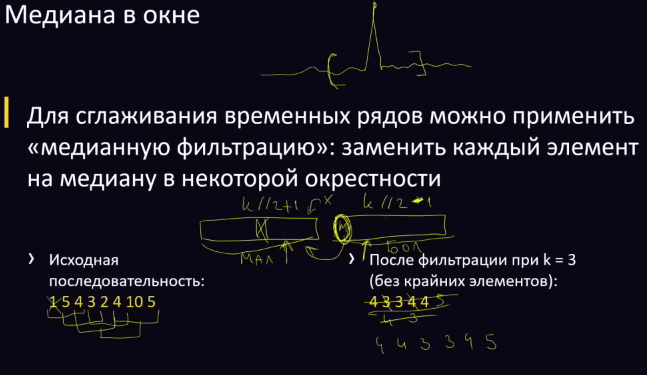 Медиана в окне
Для сглаживания временных рядов можно применить
«медианную фильтрацию»: заменить каждый элемент
на медиану в некоторой окрестности
k//2+1 x k//2-1
М
МАЛ БОЛ
› Исходная
последовательность:
1 5 4 3 2 4 10 5
› После фильтрации при k = 3
(без крайних элементов):
4 3 3 4 4 5
4 3
4 4 3 3 4 5